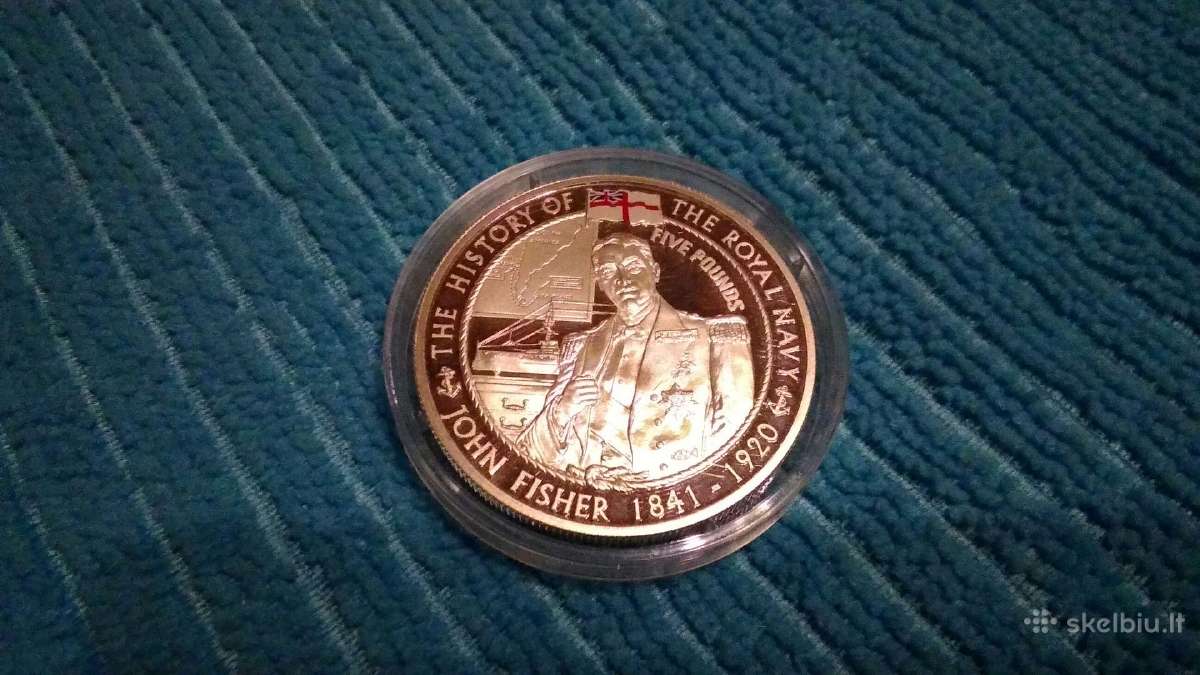 THE HISTORY OF THE ROYAL NAVY
FIVE POUNDS
JOHN FISHER 1841 - 1920
skelbiu.lt